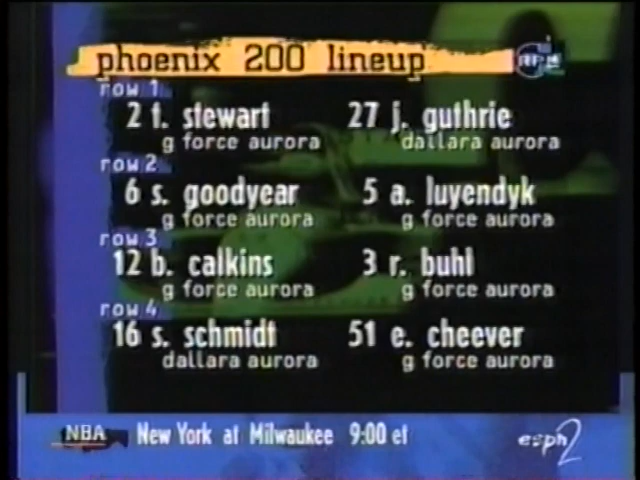 phoenix 200 lineup RPM
row 1
2 t. stewart 27 j. guthrie
g force aurora dallara aurora
row 2
6 s. goodyear 5 a. luyendyk
g force aurora g force aurora
row 3
12 b. calkins 3 r. buhl
g force aurora g force aurora
row 4
16 s. schmidt 51 e. cheever
dallara aurora g force aurora
NBA New York at Milwaukee 9:00 et espn2